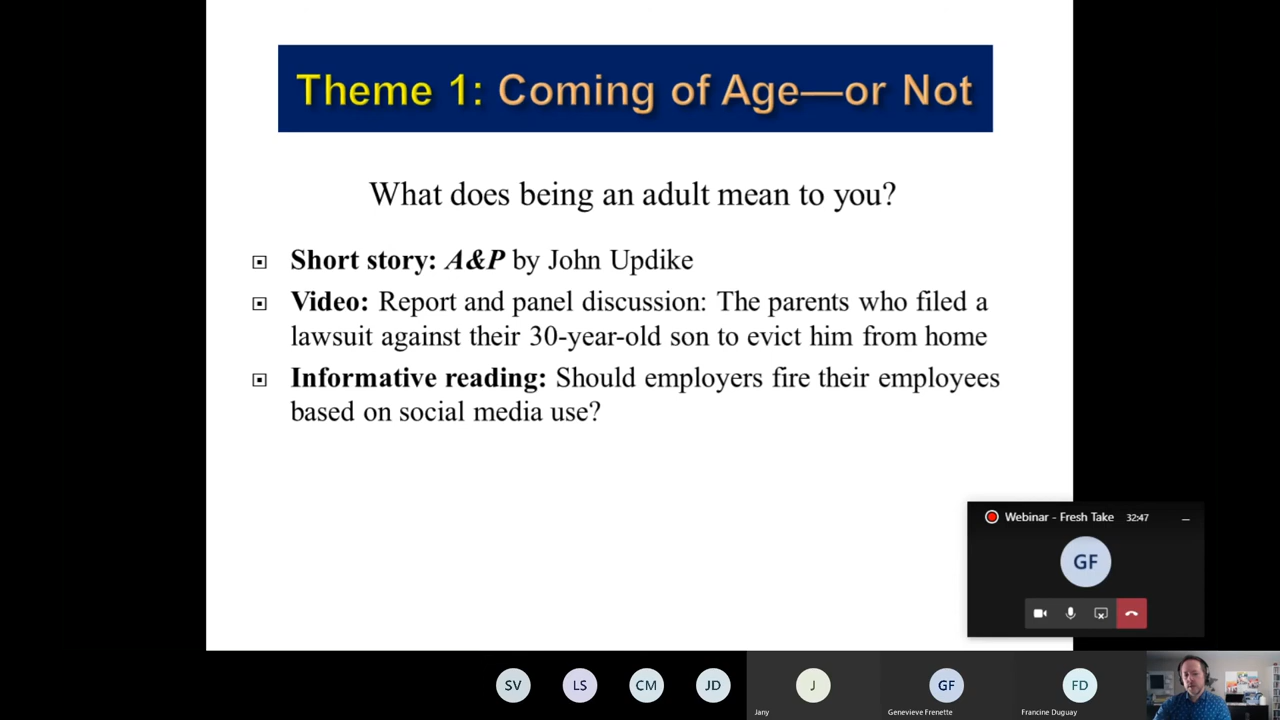 Theme 1: Coming of Age—or Not
What does being an adult mean to you?
Short story: A&P by John Updike
Video: Report and panel discussion: The parents who filed a
lawsuit against their 30-year-old son to evict him from home
Informative reading: Should employers fire their employees
based on social media use?
Webinar - Fresh Take 32:47
GF
SV LS CM JD J GF FD
Jany Genevieve Frenette Francine Duguay